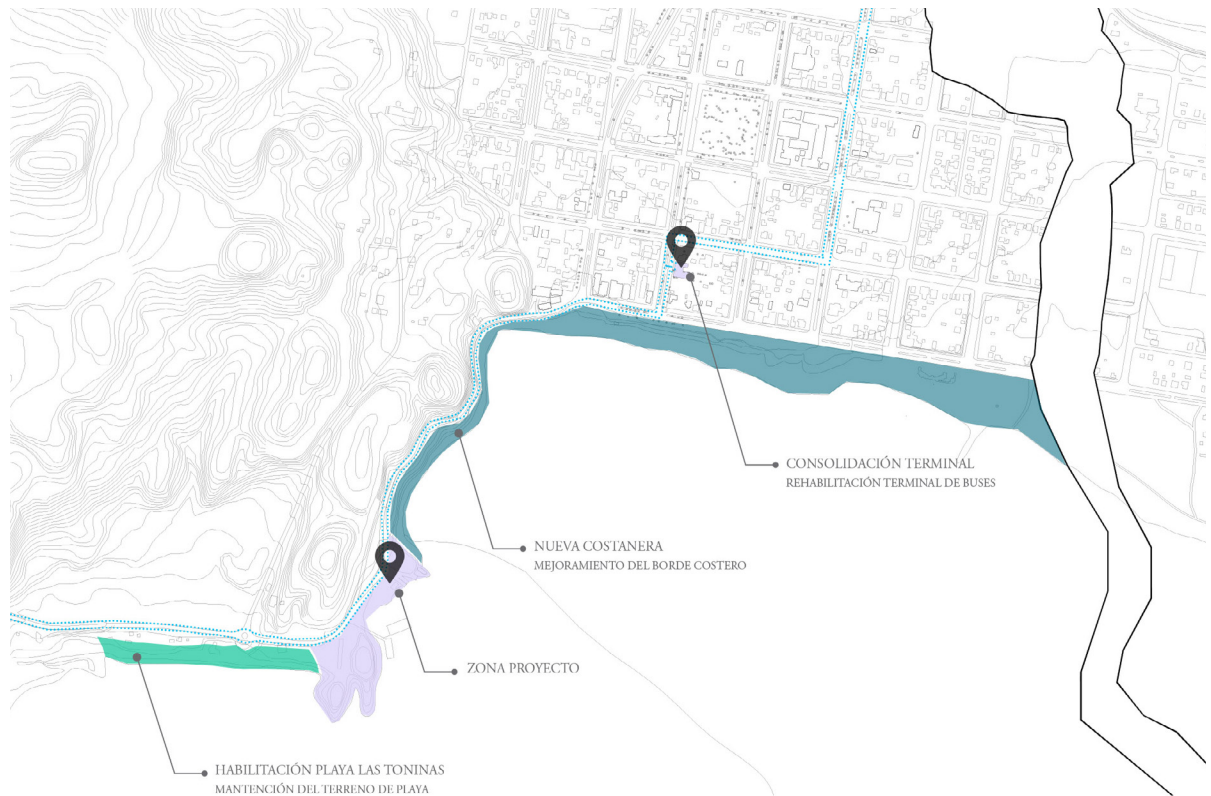 CONSOLIDACIÓN TERMINAL
REHABILITACIÓN TERMINAL DE BUSES
NUEVA COSTANERA
MEJORAMIENTO DEL BORDE COSTERO
ZONA PROYECTO
HABILITACIÓN PLAYA LAS TONINAS
MANTENCIÓN DEL TERRENO DE PLAYA